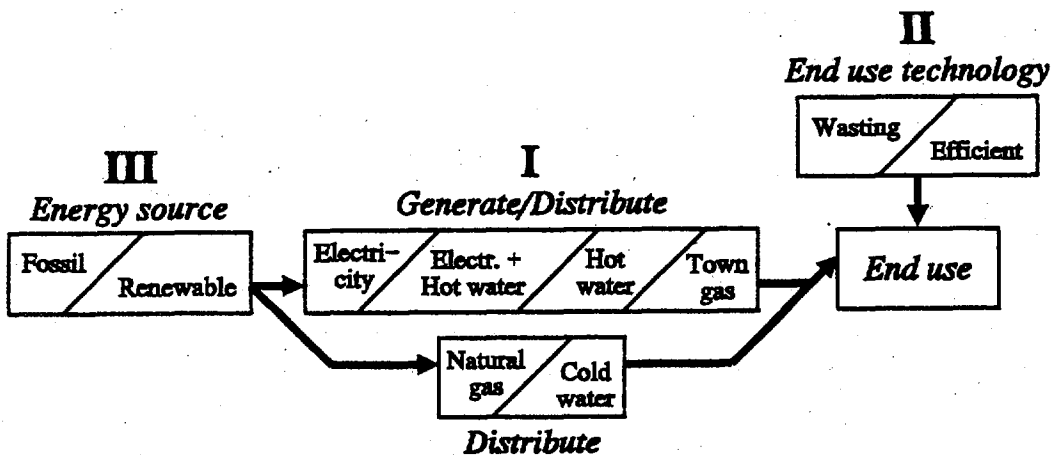 II
End use technology
Wasting
Efficient
III
Energy source
Fossil
Renewable
I
Generate/Distribute
Electri-
city
Electr. +
Hot water
Hot
water
Town
gas
End use
Natural
gas
Cold
water
Distribute